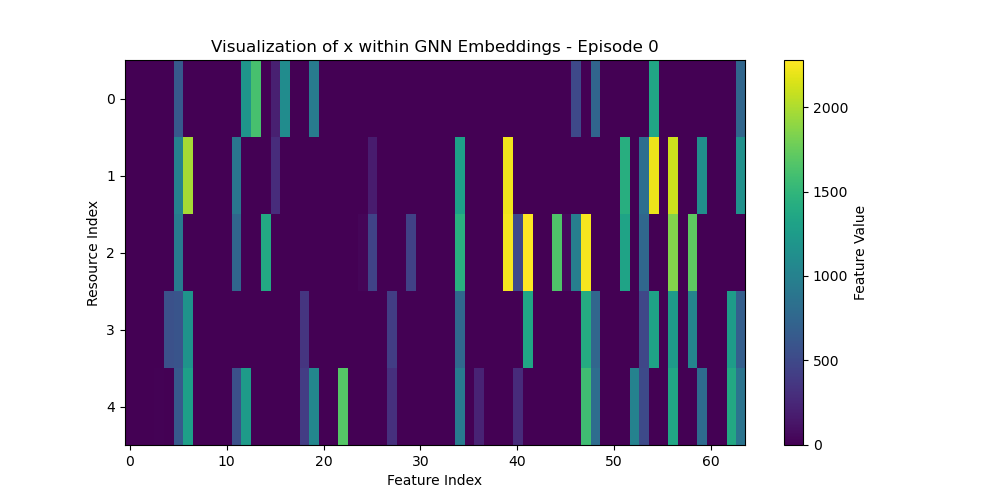 Visualization of x within GNN Embeddings - Episode 0
Resource Index
0
1
2
3
4
0 10 20 30 40 50 60
Feature Index
2000
1500
1000
500
0
Feature Value